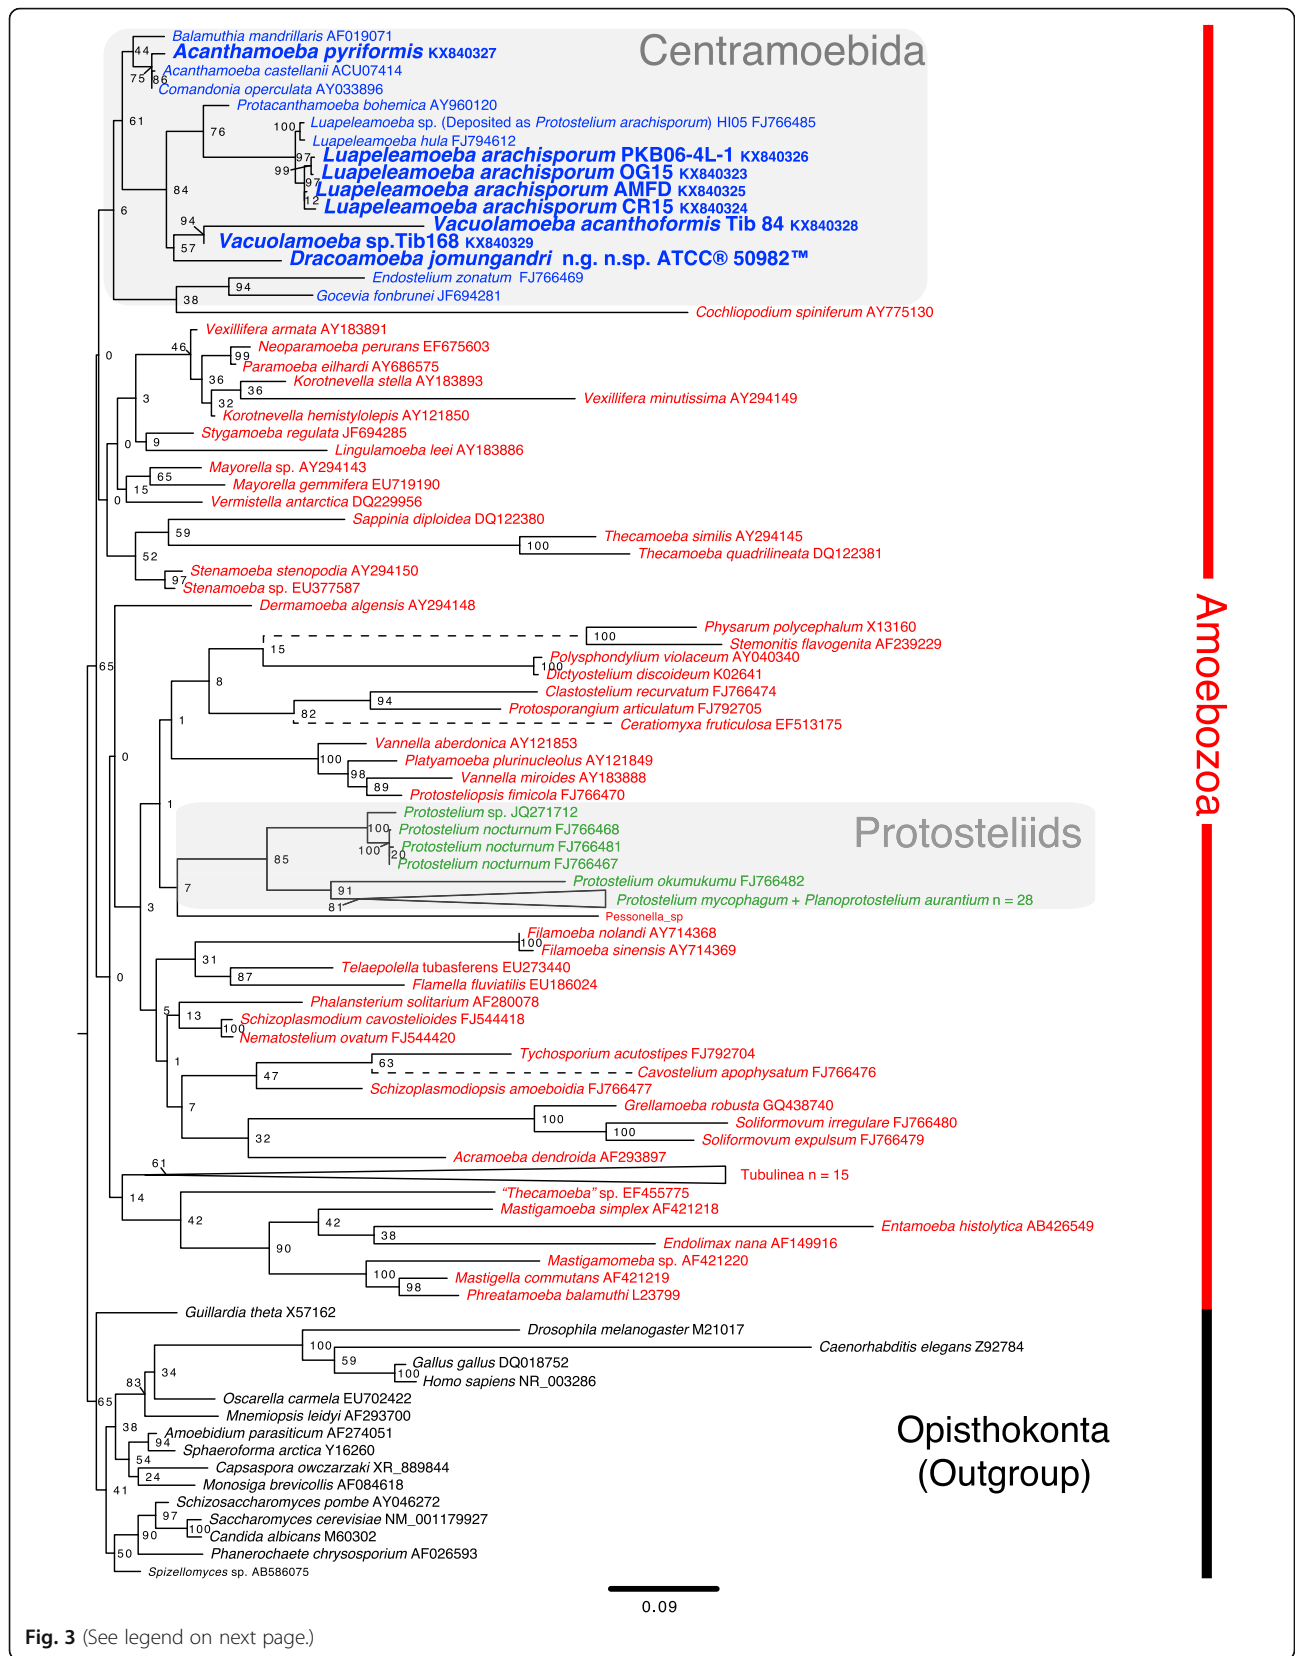 Balamuthia mandrillaris AF019071
44
Acanthamoeba pyriformis KX840327
Centramoebida
75
86
Acanthamoeba castellanii ACU07414
Comandonia operculata AY033896
Protacanthamoeba bohemica AY960120
61
76
100
Luapeleamoeba sp. (Deposited as Protostelium arachisporum) HI05 FJ766485
Luapeleamoeba hula FJ794612
97
Luapeleamoeba arachisporum PKB06-4L-1 KX840326
99
Luapeleamoeba arachisporum OG15 KX840323
97
Luapeleamoeba arachisporum AMFD KX840325
84
12
Luapeleamoeba arachisporum CR15 KX840324
6
94
Vacuolamoeba acanthoformis Tib 84 KX840328
57
Vacuolamoeba sp.Tib168 KX840329
Dracoamoeba jomungandri n.g. n.sp. ATCC® 50982™
Endostelium zonatum FJ766469
94
Gocevia fonbrunei JF694281
38
Cochliopodium spiniferum AY775130
Vexillifera armata AY183891
46
Neoparamoeba perurans EF675603
0
99
Paramoeba eilhardi AY686575
36
Korotnevella stella AY183893
36
3
32
Vexillifera minutissima AY294149
Korotnevella hemistylolepis AY121850
Stygamoeba regulata JF694285
0
9
Lingulamoeba leei AY183886
Mayorella sp. AY294143
65
Mayorella gemmifera EU719190
15
0
Vermistella antarctica DQ229956
Sappinia diploidea DQ122380
59
Thecamoeba similis AY294145
100
Thecamoeba quadrilineata DQ122381
52
Stenamoeba stenopodia AY294150
97
Stenamoeba sp. EU377587
Dermamoeba algensis AY294148
Amoebozoa
Physarum polycephalum X13160
100
Stemonitis flavogenita AF239229
15
Polysphondylium violaceum AY040340
65
100
Dictyostelium discoideum K02641
8
Clastostelium recurvatum FJ766474
94
Protosporangium articulatum FJ792705
82
1
Ceratiomyxa fruticulosa EF513175
Vannella aberdonica AY121853
0
100
Platyamoeba plurinucleolus AY121849
98
Vannella miroides AY183888
89
Protosteliopsis fimicola FJ766470
1
Protostelium sp. JQ271712
100
Protostelium nocturnum FJ766468
Protosteliids
100
Protostelium nocturnum FJ766481
20
85
Protostelium nocturnum FJ766467
7
Protostelium okumukumu FJ766482
91
81
Protostelium mycophagum + Planoprotostelium aurantium n = 28
3
Pessonella_sp
Filamoeba nolandi AY714368
100
Filamoeba sinensis AY714369
31
Telaepolella tubasferens EU273440
0
87
Flamella fluviatilis EU186024
Phalansterium solitarium AF280078
5
13
Schizoplasmodium cavostelioides FJ544418
100
Nematostelium ovatum FJ544420
Tychosporium acutostipes FJ792704
1
63
Cavostelium apophysatum FJ766476
47
Schizoplasmodiopsis amoeboidia FJ766477
7
Grellamoeba robusta GQ438740
100
Soliformovum irregulare FJ766480
100
32
Soliformovum expulsum FJ766479
Acramoeba dendroida AF293897
61
Tubulinea n = 15
14
“Thecamoeba” sp. EF455775
Mastigamoeba simplex AF421218
42
42
Entamoeba histolytica AB426549
38
Endolimax nana AF149916
90
Mastigamomeba sp. AF421220
100
Mastigella commutans AF421219
98
Phreatamoeba balamuthi L23799
Guillardia theta X57162
Drosophila melanogaster M21017
100
Caenorhabditis elegans Z92784
59
Gallus gallus DQ018752
34
100
Homo sapiens NR_003286
83
65
Oscarella carmela EU702422
Mnemiopsis leidyi AF293700
38
Amoebidium parasiticum AF274051
Opisthokonta
(Outgroup)
94
Sphaeroforma arctica Y16260
54
Capsaspora owczarzaki XR_889844
24
Monosiga brevicollis AF084618
41
Schizosaccharomyces pombe AY046272
97
Saccharomyces cerevisiae NM_001179927
100
Candida albicans M60302
90
50
Phanerochaete chrysosporium AF026593
Spizellomyces sp. AB586075
0.09
Fig. 3 (See legend on next page.)